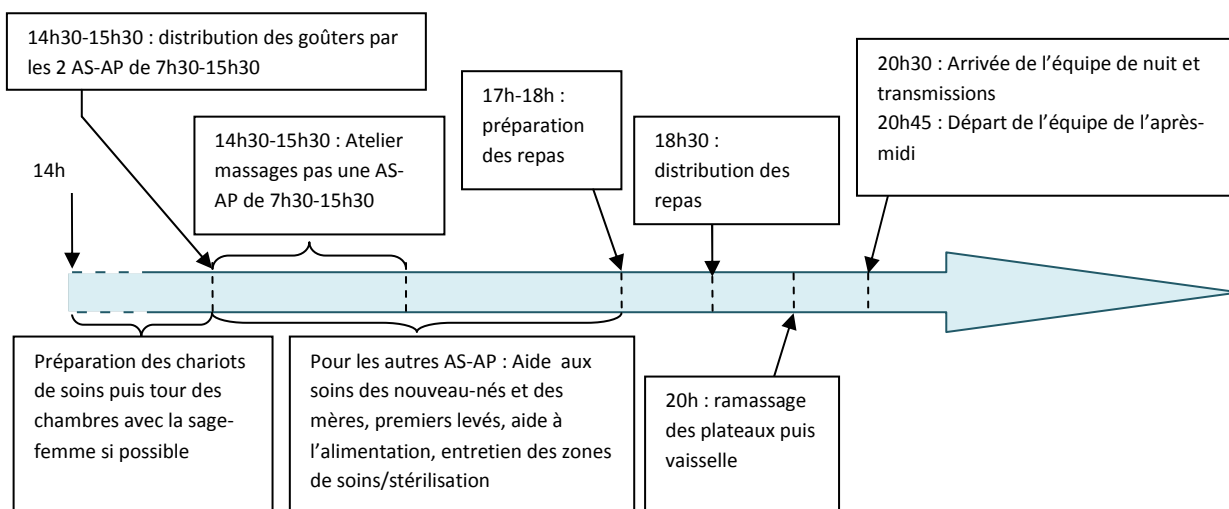 14h30-15h30 : distribution des goûters par
les 2 AS-AP de 7h30-15h30
14h
14h30-15h30 : Atelier
massages pas une AS-
AP de 7h30-15h30
17h-18h :
préparation
des repas
18h30 :
distribution des
repas
20h30 : Arrivée de l'équipe de nuit et
transmissions
20h45 : Départ de l'équipe de l'après-
midi
Préparation des chariots
de soins puis tour des
chambres avec la sage-
femme si possible
Pour les autres AS-AP : Aide aux
soins des nouveau-nés et des
mères, premiers levés, aide à
l'alimentation, entretien des zones
de soins/stérilisation
20h : ramassage
des plateaux puis
vaisselle